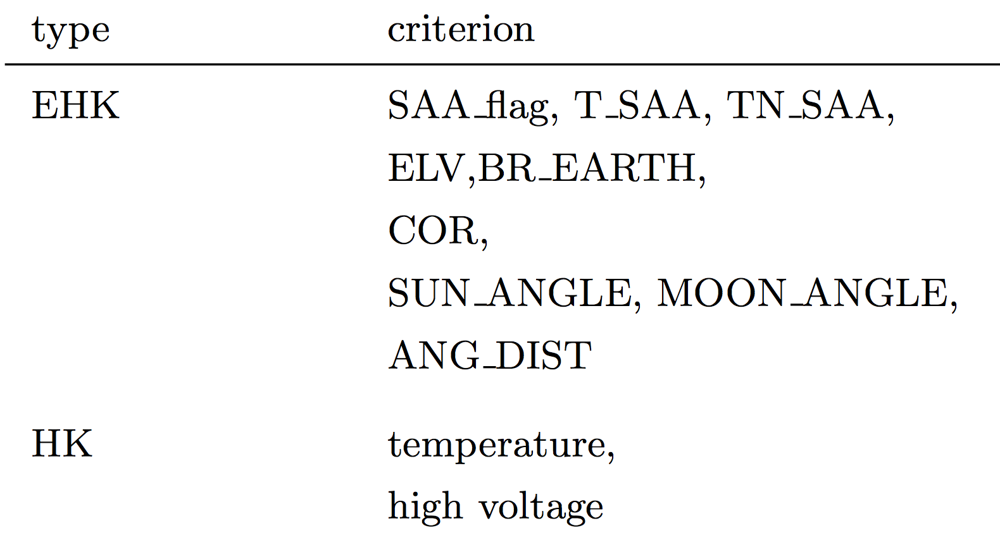 type criterion
EHK SAA_flag, T_SAA, TN_SAA,
ELV,BR_EARTH,
COR,
SUN_ANGLE, MOON_ANGLE,
ANG_DIST
HK temperature,
high voltage